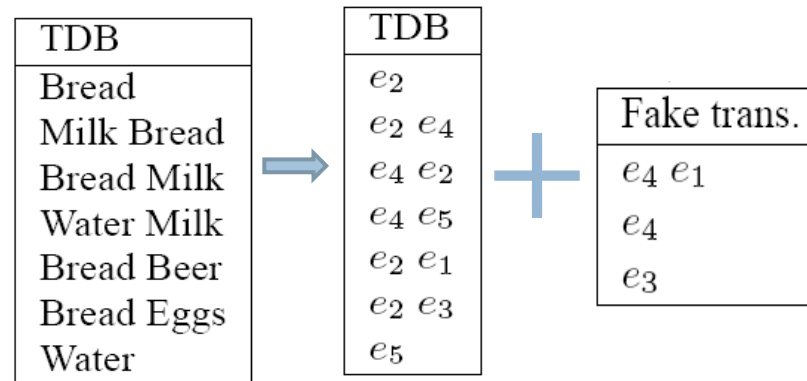 TDB
Bread
Milk Bread
Bread Milk
Water Milk
Bread Beer
Bread Eggs
Water
TDB
e₂
e₂ e₄
e₄ e₂
e₄ e₅
e₂ e₁
e₂ e₃
e₅
Fake trans.
e₄ e₁
e₄
e₃